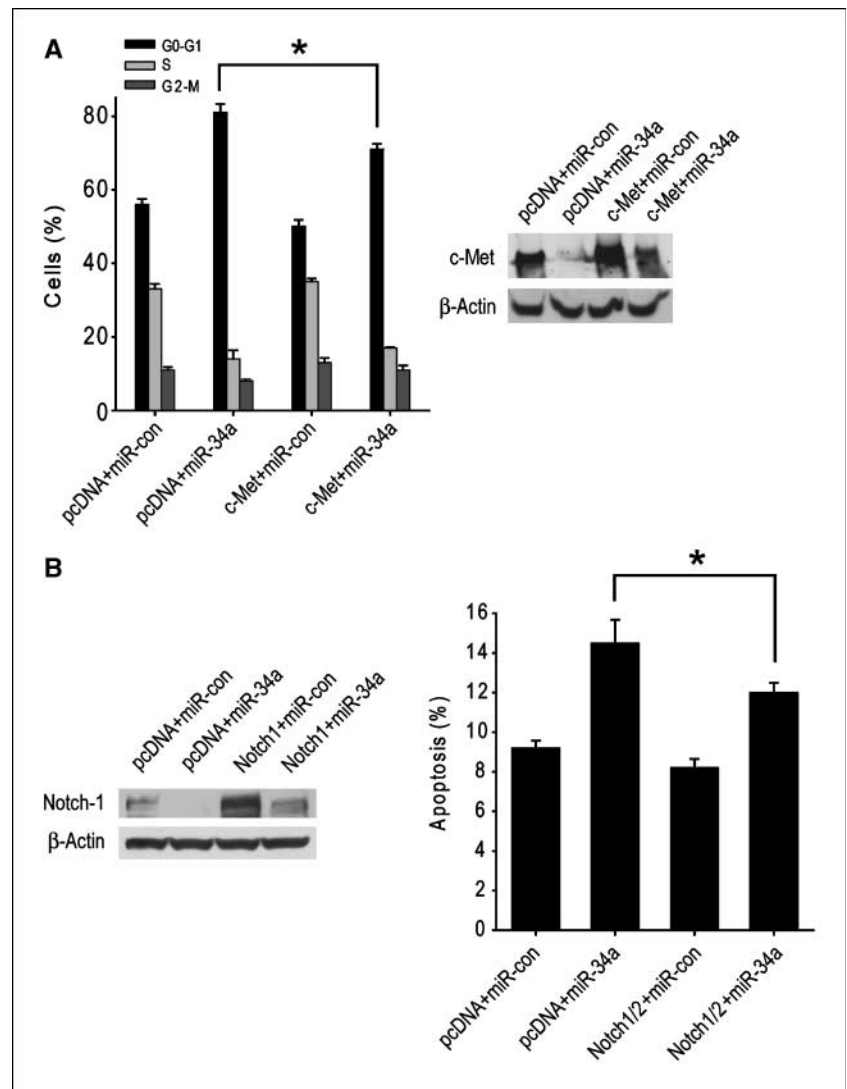 A
G0-G1
S
G2-M
*
80
60
40
20
0
Cells (%)
pcDNA+miR-con
pcDNA+miR-34a
c-Met+miR-con
c-Met+miR-34a
pcDNA+miR-con
pcDNA+miR-34a
c-Met+miR-con
c-Met+miR-34a
c-Met
β-Actin
B
pcDNA+miR-con
pcDNA+miR-34a
Notch1+miR-con
Notch1+miR-34a
Notch-1
β-Actin
*
16
14
12
10
8
6
4
2
0
Apoptosis (%)
pcDNA+miR-con
pcDNA+miR-34a
Notch1/2+miR-con
Notch1/2+miR-34a